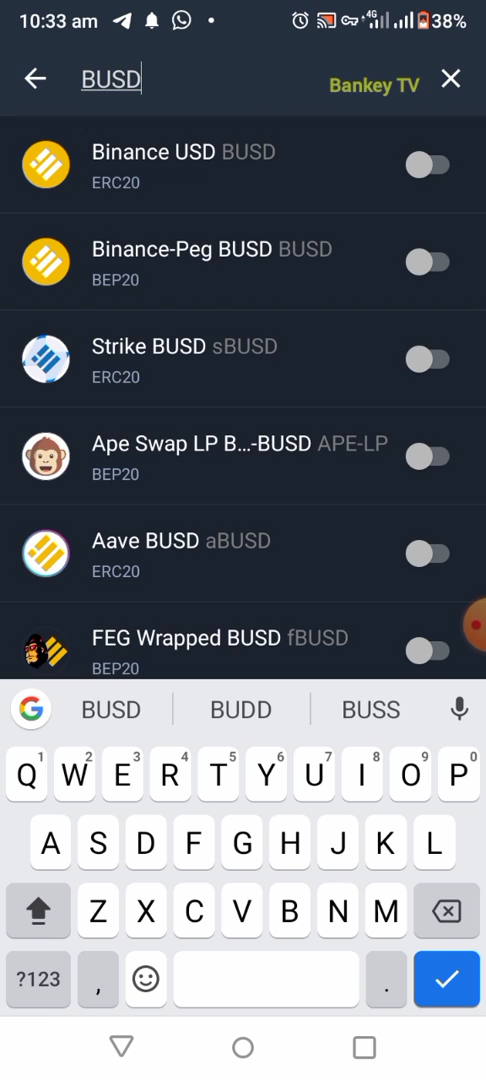 10:33 am 4G 38%
BUSD Bankey TV
Binance USD BUSD
ERC20
Binance-Peg BUSD BUSD
BEP20
Strike BUSD sBUSD
ERC20
Ape Swap LP B...-BUSD APE-LP
BEP20
Aave BUSD aBUSD
ERC20
FEG Wrapped BUSD fBUSD
BEP20
G BUSD BUDD BUSS
1 2 3 4 5 6 7 8 9 0
Q W E R T Y U I O P
A S D F G H J K L
Z X C V B N M
?123 , .